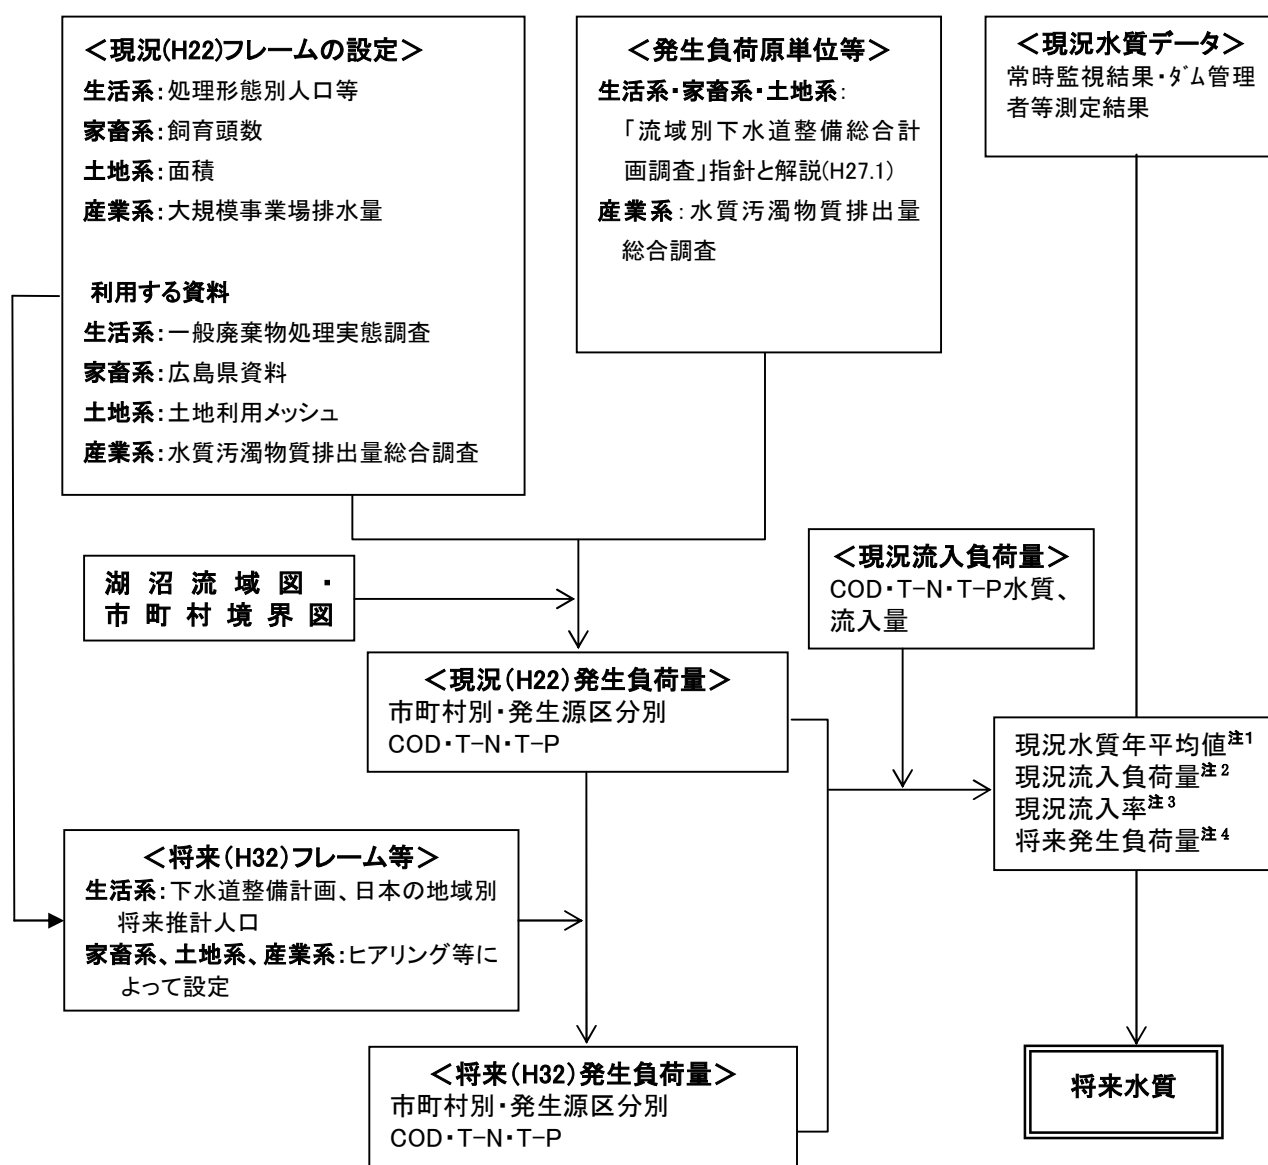 ＜現況(H22)フレームの設定＞
生活系：処理形態別人口等
家畜系：飼育頭数
土地系：面積
産業系：大規模事業場排水量
利用する資料
生活系：一般廃棄物処理実態調査
家畜系：広島県資料
土地系：土地利用メッシュ
産業系：水質汚濁物質排出量総合調査
＜発生負荷原単位等＞
生活系・家畜系・土地系：
「流域別下水道整備総合計
画調査」指針と解説(H27.1)
産業系：水質汚濁物質排出量
総合調査
＜現況水質データ＞
常時監視結果・ダム管理
者等測定結果
湖沼流域図・
市町村境界図
＜現況流入負荷量＞
COD・T-N・T-P水質、
流入量
＜現況（H22）発生負荷量＞
市町村別・発生源区分別
COD・T-N・T-P
現況水質年平均値注1
現況流入負荷量注2
現況流入率注3
将来発生負荷量注4
＜将来（H32）フレーム等＞
生活系：下水道整備計画、日本の地域別
将来推計人口
家畜系、土地系、産業系：ヒアリング等に
よって設定
＜将来（H32）発生負荷量＞
市町村別・発生源区分別
COD・T-N・T-P
将来水質